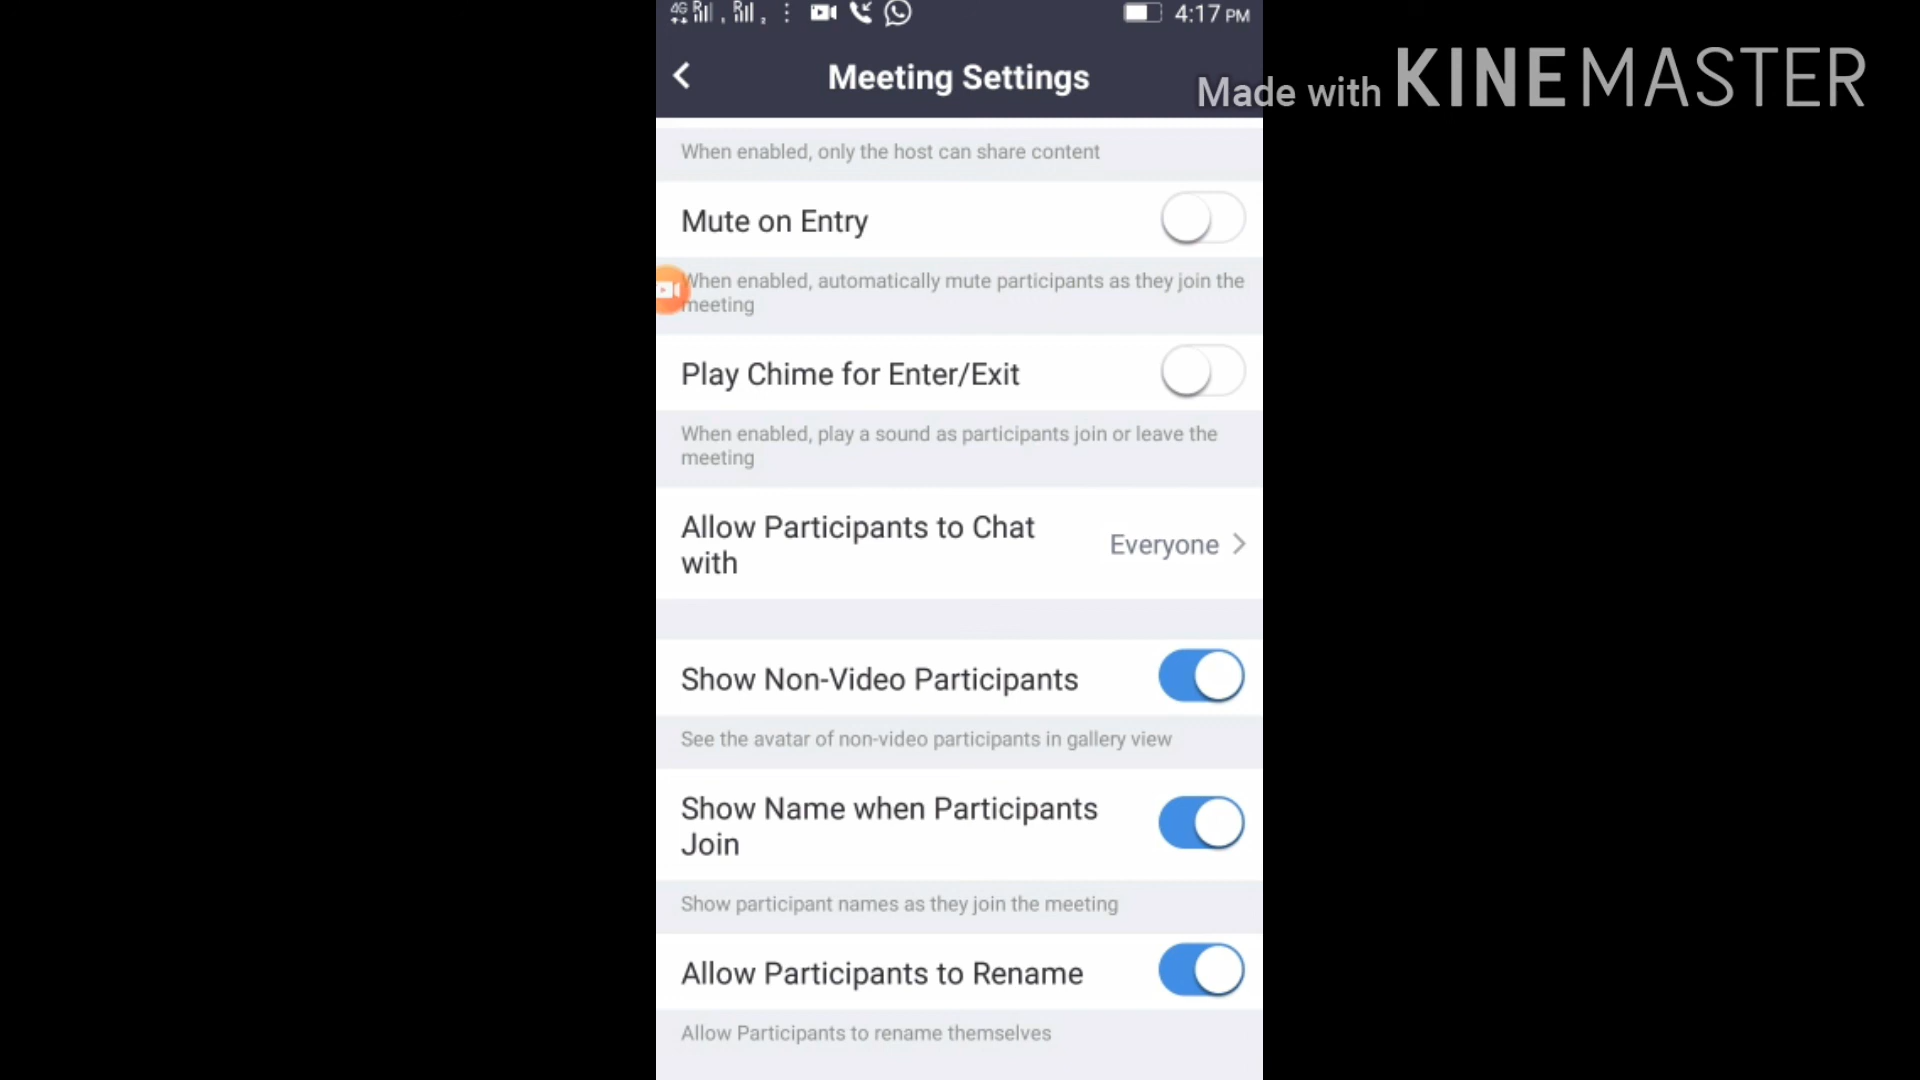 4G
4:17 PM
Meeting Settings
Made with KINEMASTER
When enabled, only the host can share content
Mute on Entry
When enabled, automatically mute participants as they join the
meeting
Play Chime for Enter/Exit
When enabled, play a sound as participants join or leave the
meeting
Allow Participants to Chat
with
Everyone
Show Non-Video Participants
See the avatar of non-video participants in gallery view
Show Name when Participants
Join
Show participant names as they join the meeting
Allow Participants to Rename
Allow Participants to rename themselves